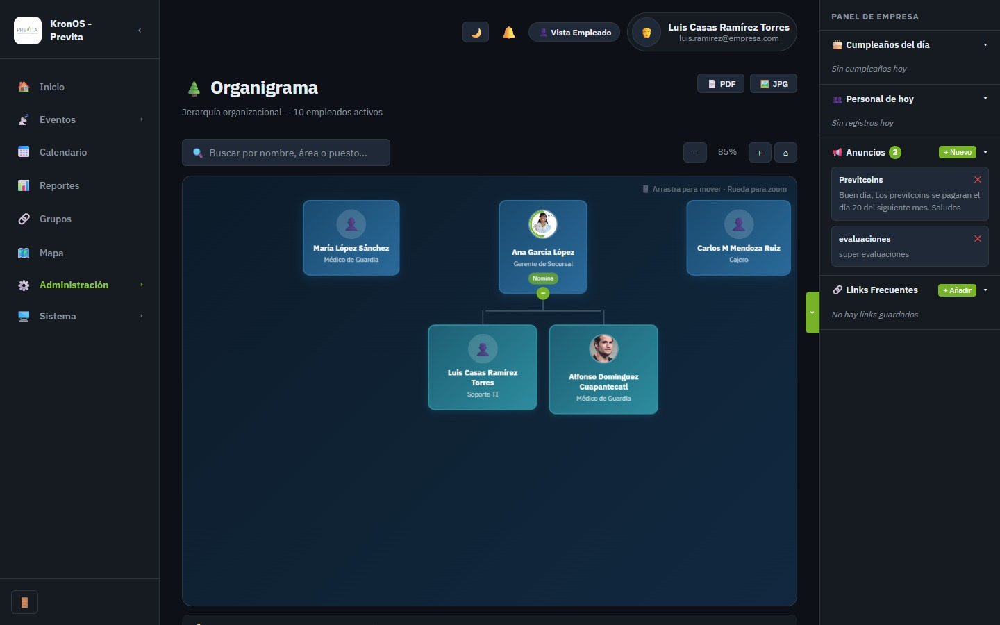 PREVITA
KronOS -
Previta
‹
Inicio
Eventos
Calendario
Reportes
Grupos
Mapa
Administración
Sistema
Vista Empleado
Luis Casas Ramírez Torres
luis.ramirez@empresa.com
Organigrama
PDF
JPG
Jerarquía organizacional — 10 empleados activos
Buscar por nombre, área o puesto...
−
85%
+
⌂
Arrastra para mover · Rueda para zoom
María López Sánchez
Médico de Guardia
Ana García López
Gerente de Sucursal
Nomina
−
Carlos M Mendoza Ruiz
Cajero
Luis Casas Ramírez
Torres
Soporte TI
Alfonso Dominguez
Cuapantecatl
Médico de Guardia
PANEL DE EMPRESA
Cumpleaños del día
Sin cumpleaños hoy
Personal de hoy
Sin registros hoy
Anuncios 2
+ Nuevo
Previtcoins
Buen día, Los previtcoins se pagaran el
día 20 del siguiente mes. Saludos
evaluaciones
super evaluaciones
Links Frecuentes
+ Añadir
No hay links guardados